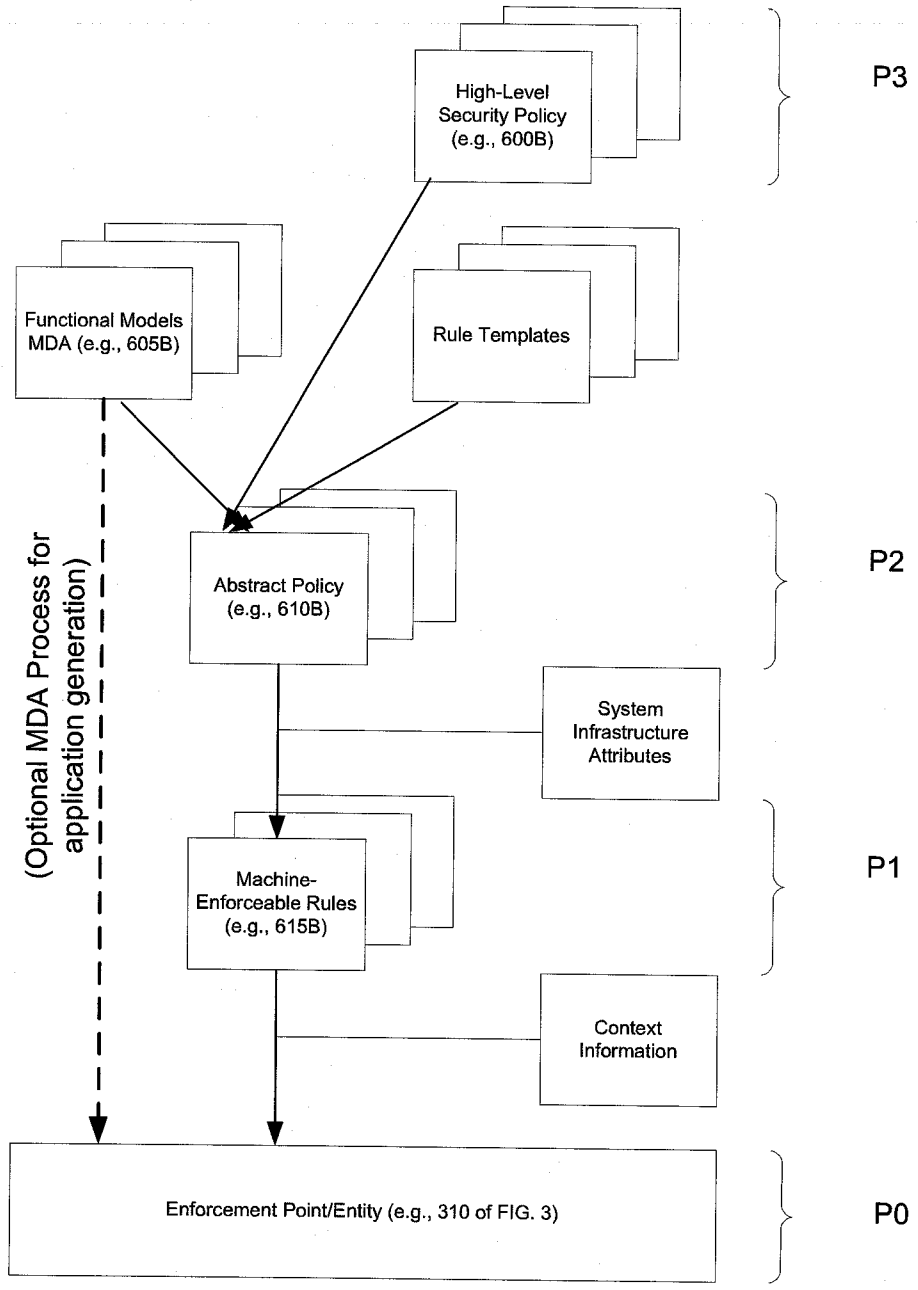 P3
High-Level
Security Policy
(e.g., 600B)
Functional Models
MDA (e.g., 605B)
Rule Templates
(Optional MDA Process for
application generation)
P2
Abstract Policy
(e.g., 610B)
System
Infrastructure
Attributes
P1
Machine-
Enforceable Rules
(e.g., 615B)
Context
Information
Enforcement Point/Entity (e.g., 310 of FIG. 3)
P0